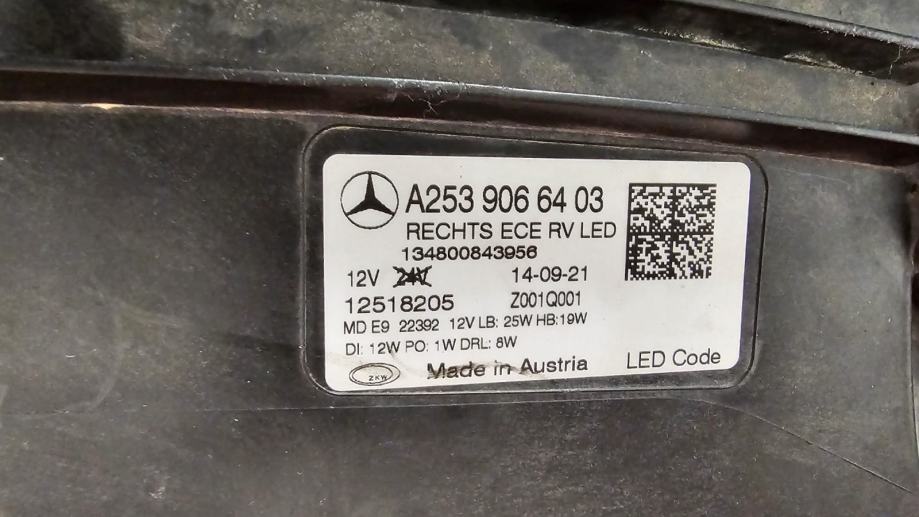 A253 906 64 03
RECHTS ECE RV LED
134800843956
12V 24V 14-09-21
12518205 Z001Q001
MD E9 22392 12V LB: 25W HB:19W
DI: 12W PO: 1W DRL: 8W
ZKW Made in Austria LED Code